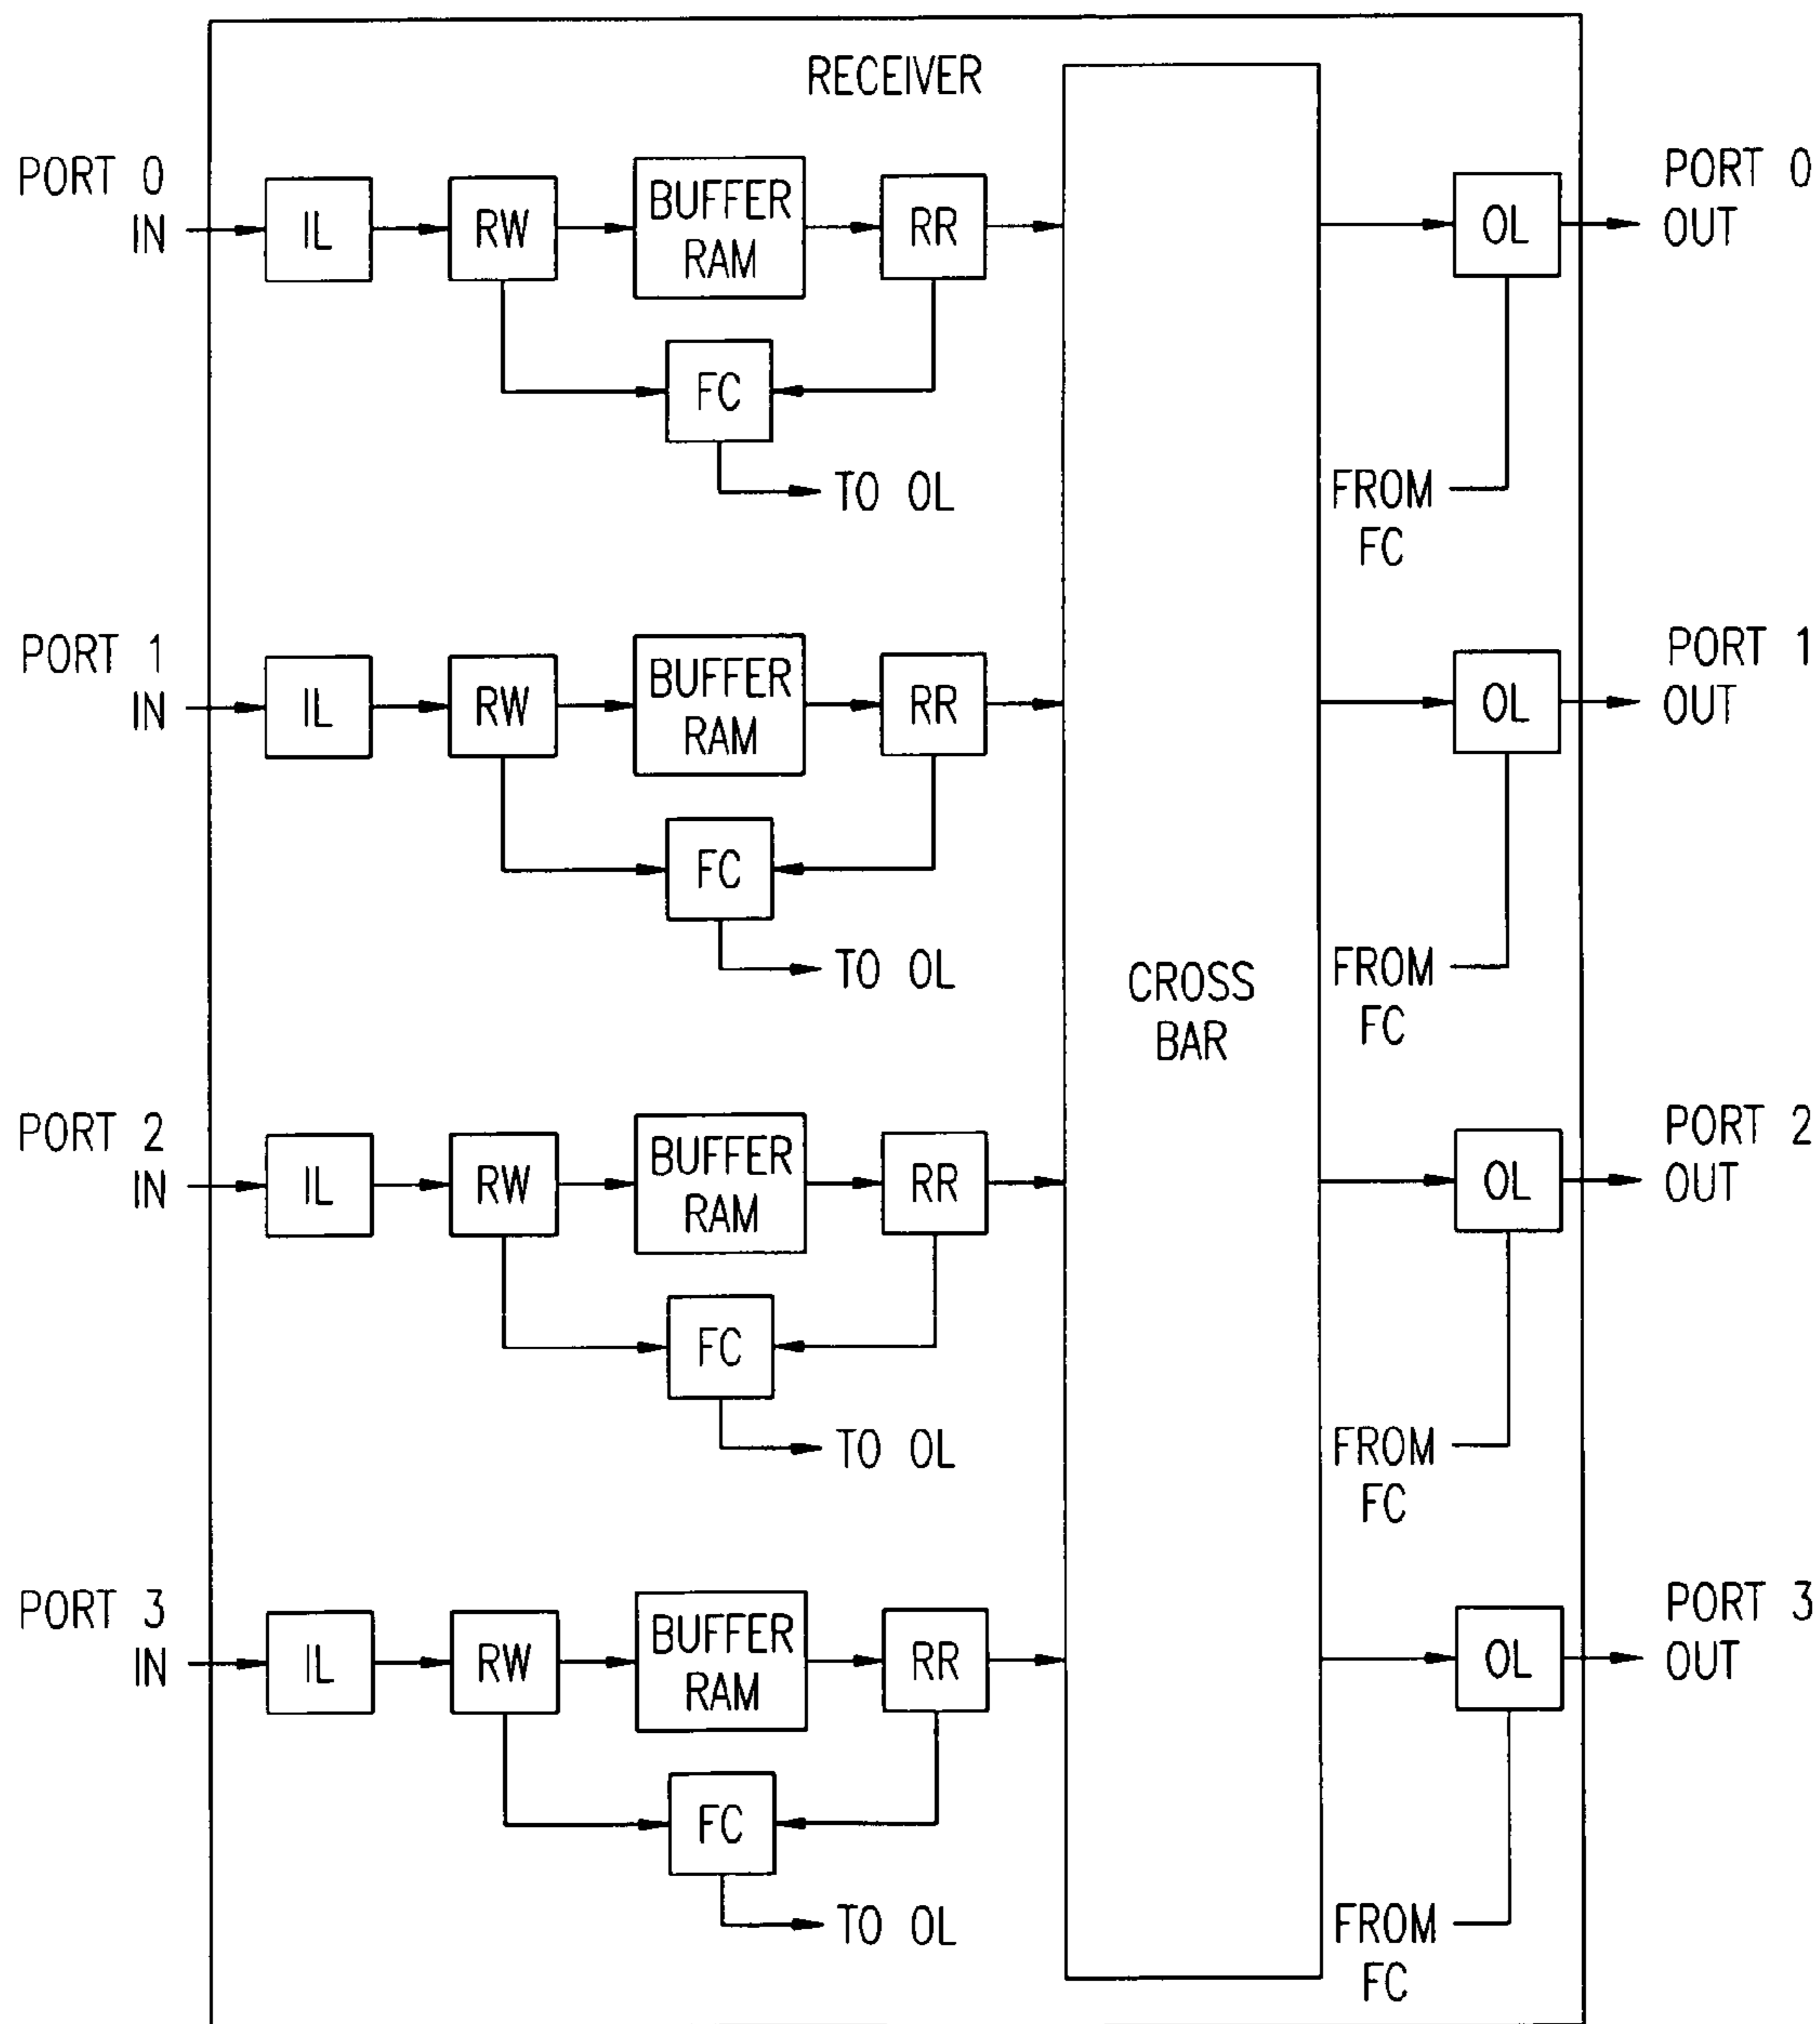 RECEIVER
PORT 0
IN
IL
RW
BUFFER
RAM
RR
FC
TO OL
OL
FROM
FC
PORT 0
OUT
PORT 1
IN
IL
RW
BUFFER
RAM
RR
FC
TO OL
CROSS
BAR
OL
FROM
FC
PORT 1
OUT
PORT 2
IN
IL
RW
BUFFER
RAM
RR
FC
TO OL
OL
FROM
FC
PORT 2
OUT
PORT 3
IN
IL
RW
BUFFER
RAM
RR
FC
TO OL
OL
FROM
FC
PORT 3
OUT